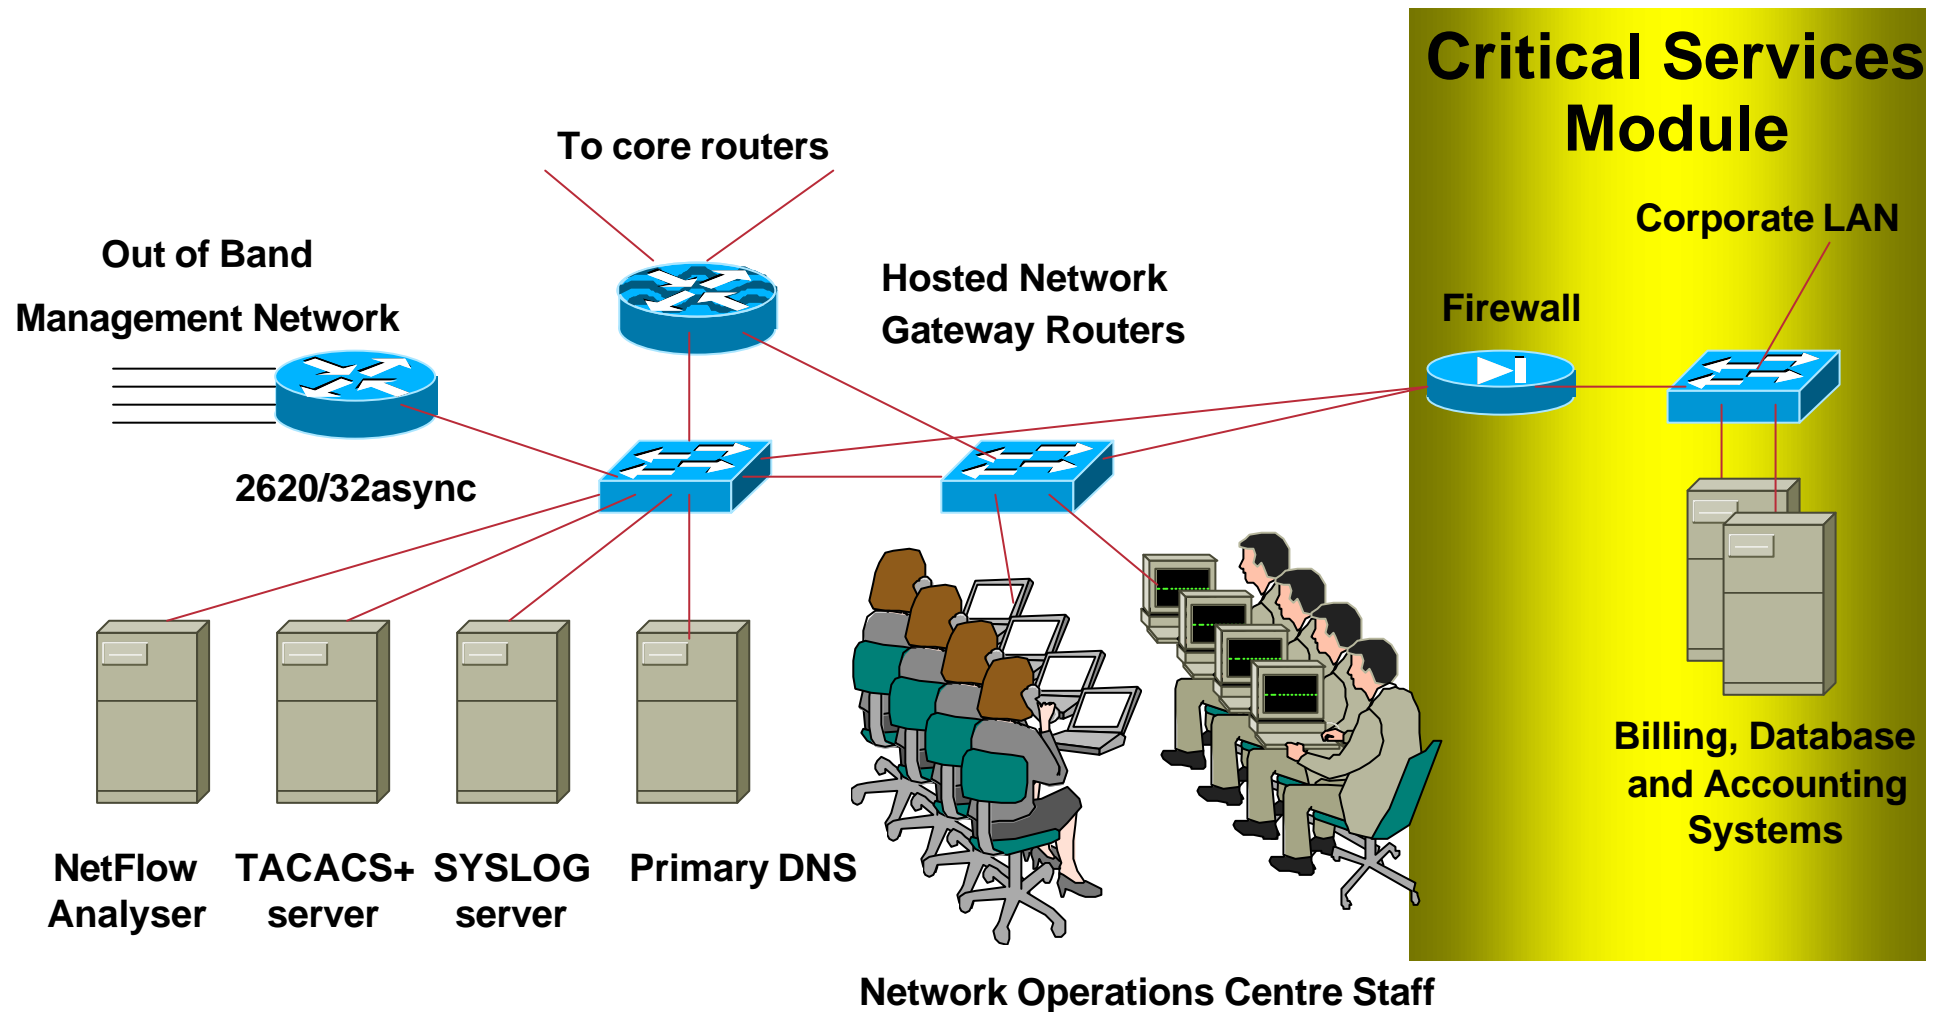 Critical Services
Module
To core routers
Corporate LAN
Out of Band
Management Network
Hosted Network
Gateway Routers
Firewall
2620/32async
Billing, Database
and Accounting
Systems
NetFlow
Analyser
TACACS+
server
SYSLOG
server
Primary DNS
Network Operations Centre Staff